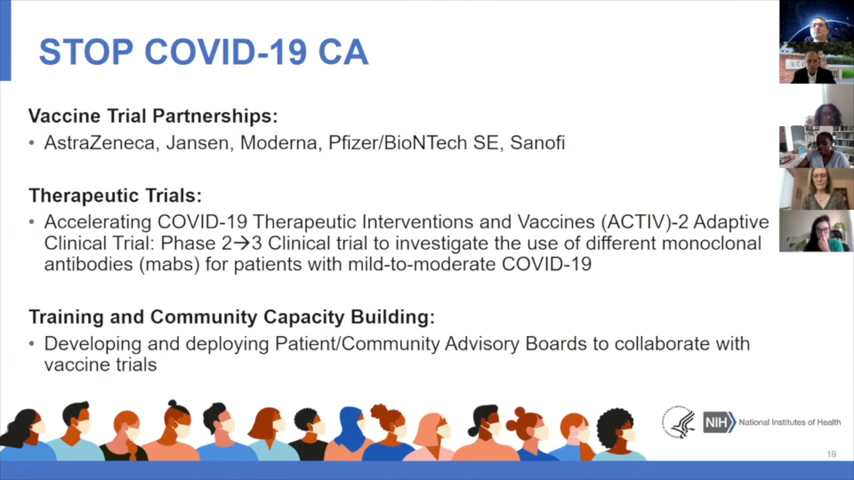 STOP COVID-19 CA
Vaccine Trial Partnerships:
• AstraZeneca, Jansen, Moderna, Pfizer/BioNTech SE, Sanofi
Therapeutic Trials:
• Accelerating COVID-19 Therapeutic Interventions and Vaccines (ACTIV)-2 Adaptive
Clinical Trial: Phase 2→3 Clinical trial to investigate the use of different monoclonal
antibodies (mabs) for patients with mild-to-moderate COVID-19
Training and Community Capacity Building:
• Developing and deploying Patient/Community Advisory Boards to collaborate with
vaccine trials
NIH National Institutes of Health
19